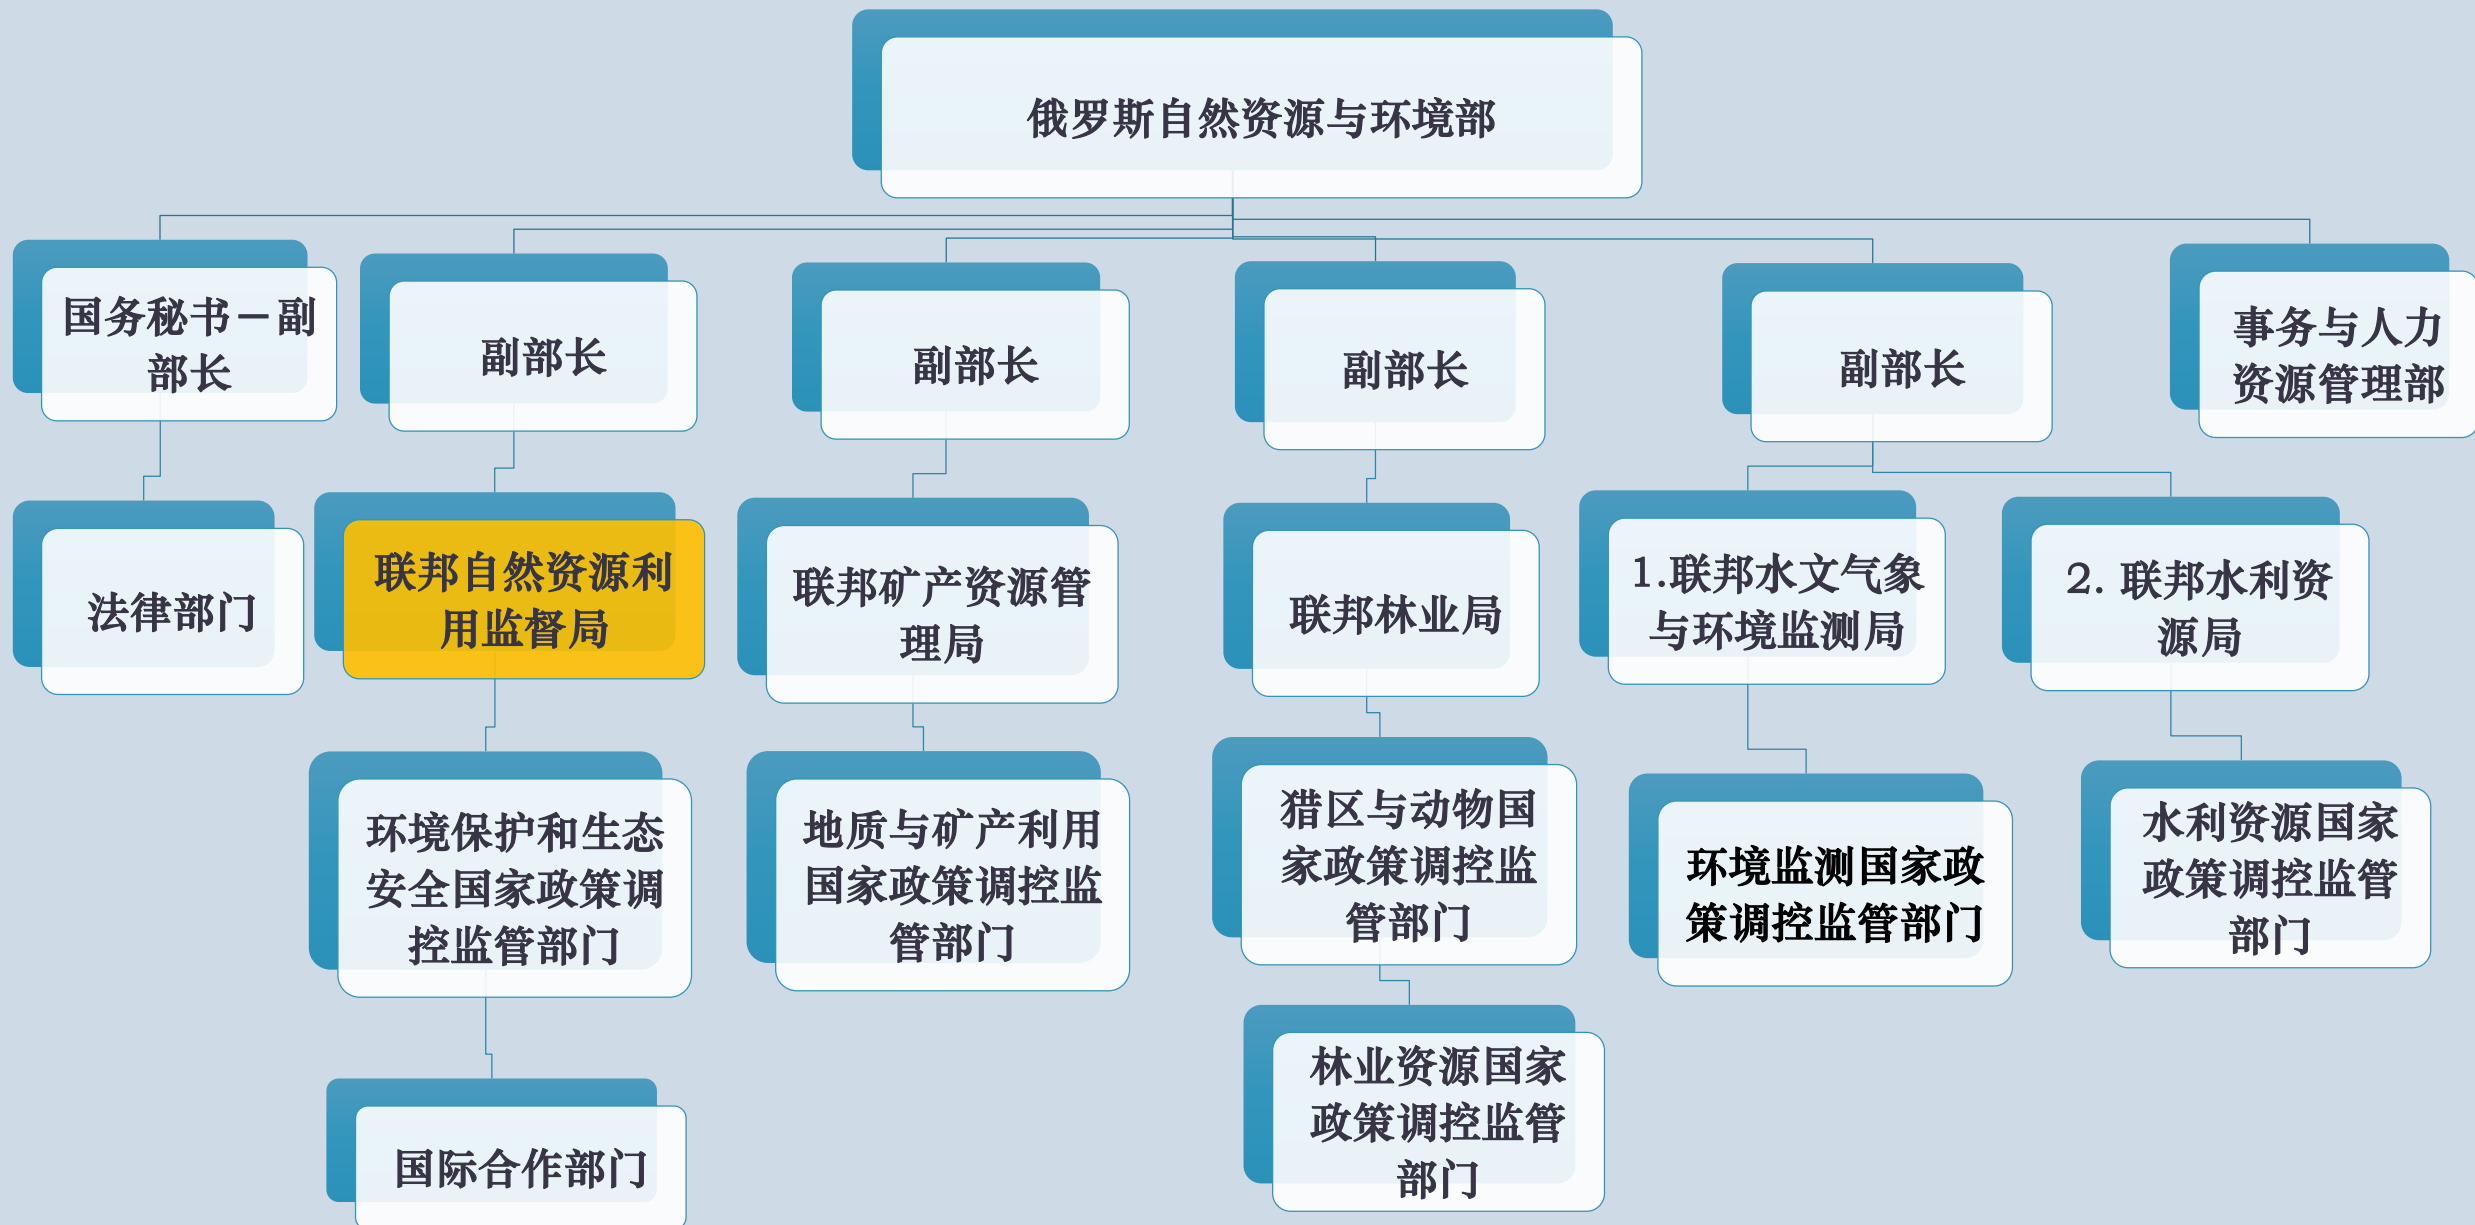 俄罗斯自然资源与环境部
国务秘书－副
部长
副部长
副部长
副部长
副部长
事务与人力
资源管理部
法律部门
联邦自然资源利
用监督局
联邦矿产资源管
理局
联邦林业局
1.联邦水文气象
与环境监测局
2. 联邦水利资
源局
环境保护和生态
安全国家政策调
控监管部门
地质与矿产利用
国家政策调控监
管部门
猎区与动物国
家政策调控监
管部门
环境监测国家政
策调控监管部门
水利资源国家
政策调控监管
部门
国际合作部门
林业资源国家
政策调控监管
部门